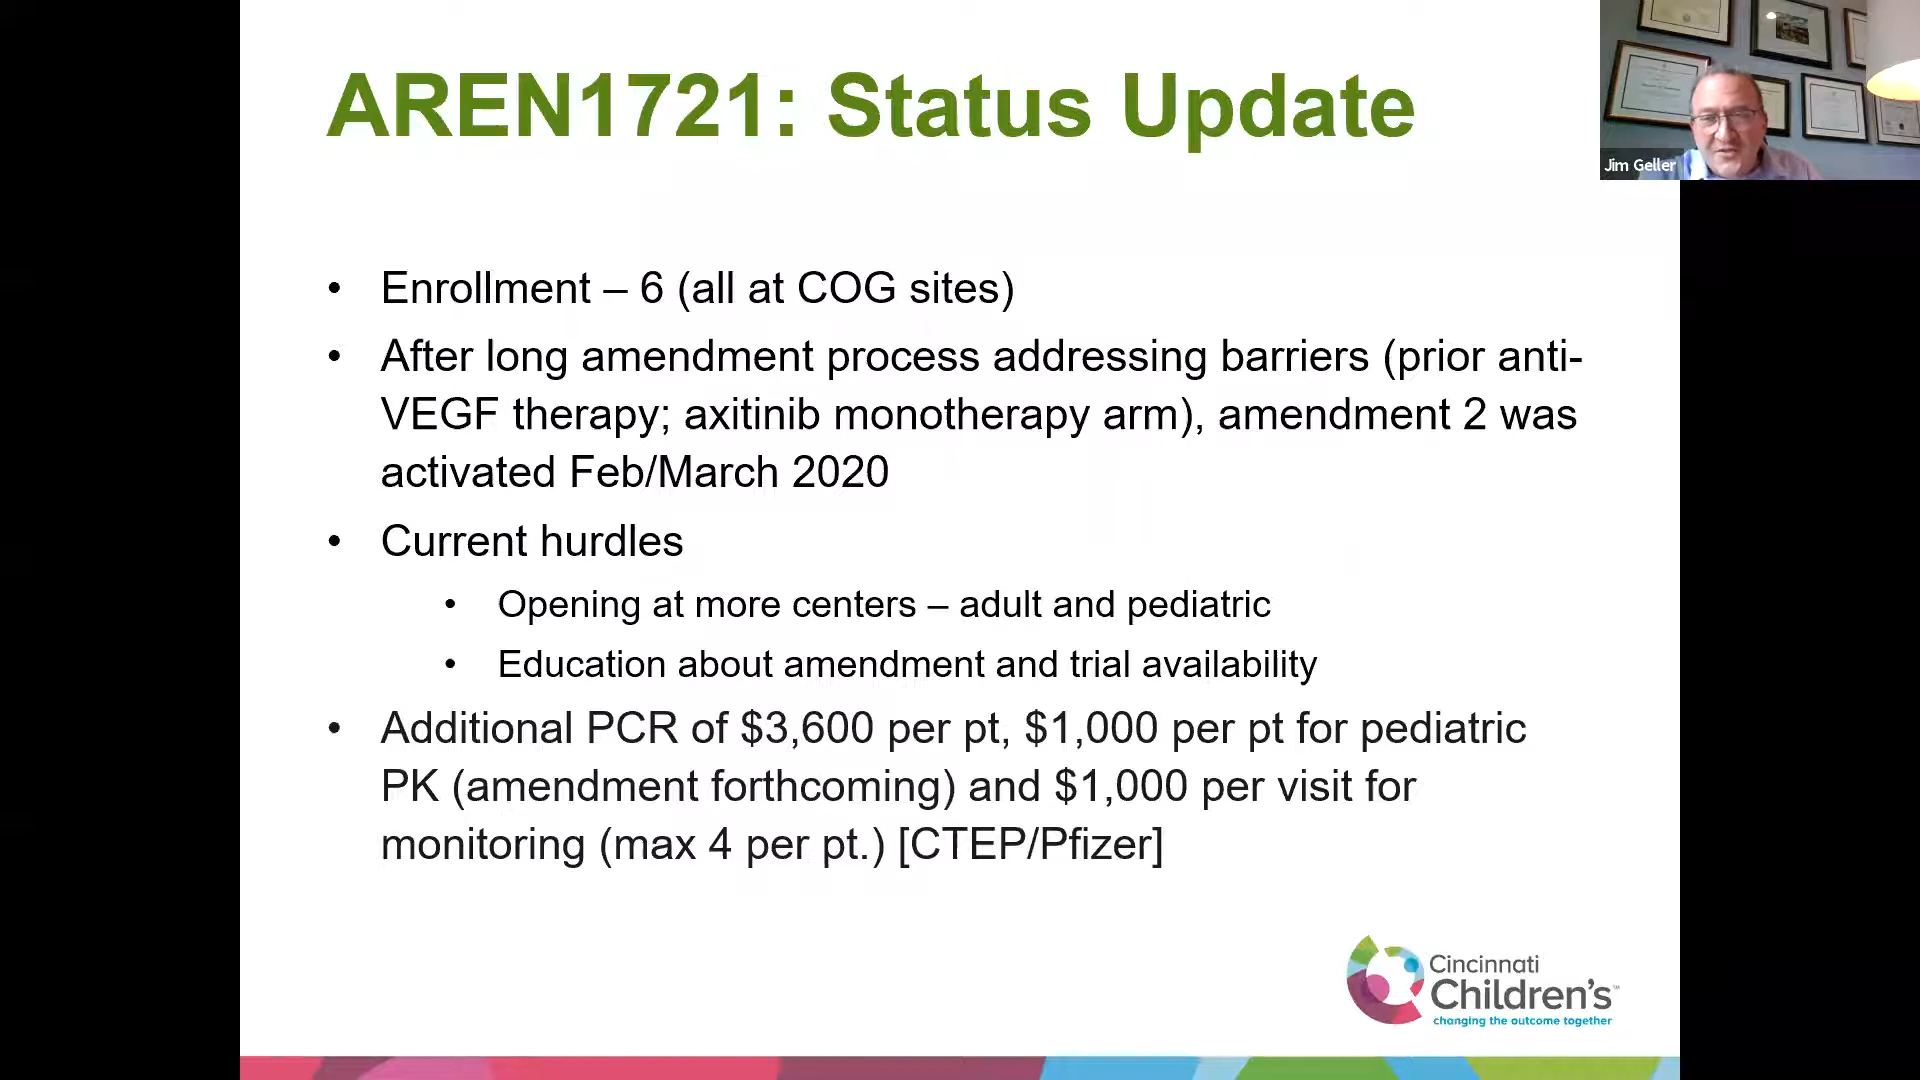 AREN1721: Status Update
Jim Geller
• Enrollment – 6 (all at COG sites)
• After long amendment process addressing barriers (prior anti-
VEGF therapy; axitinib monotherapy arm), amendment 2 was
activated Feb/March 2020
• Current hurdles
• Opening at more centers – adult and pediatric
• Education about amendment and trial availability
• Additional PCR of $3,600 per pt, $1,000 per pt for pediatric
PK (amendment forthcoming) and $1,000 per visit for
monitoring (max 4 per pt.) [CTEP/Pfizer]
Cincinnati
Children's™
changing the outcome together